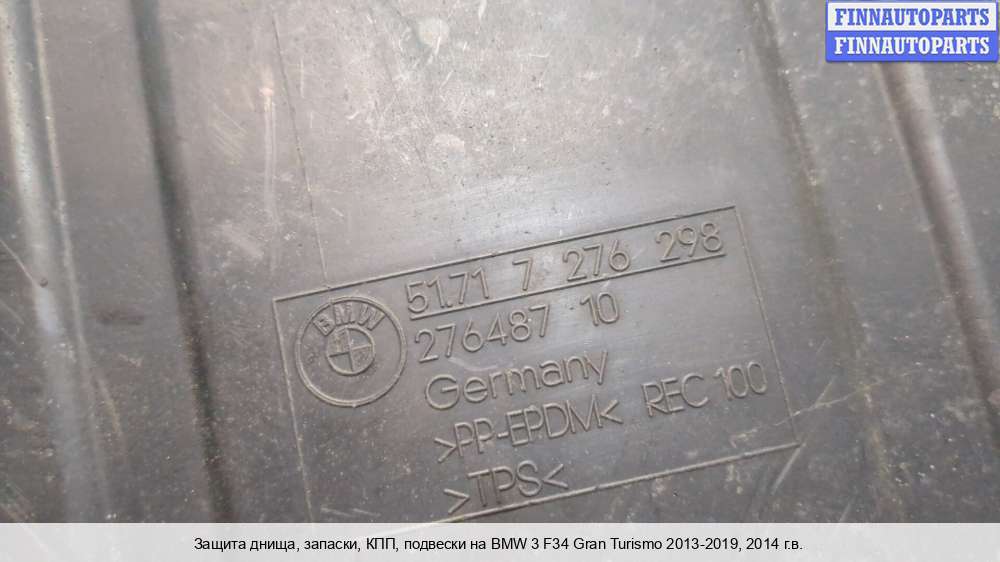 FINNAUTOPARTS
FINNAUTOPARTS
51.71 7 276 298
BMW
276487 10
Germany
>PP-EPDM< REC 100
>TPS<
Защита днища, запаски, КПП, подвески на BMW 3 F34 Gran Turismo 2013-2019, 2014 г.в.